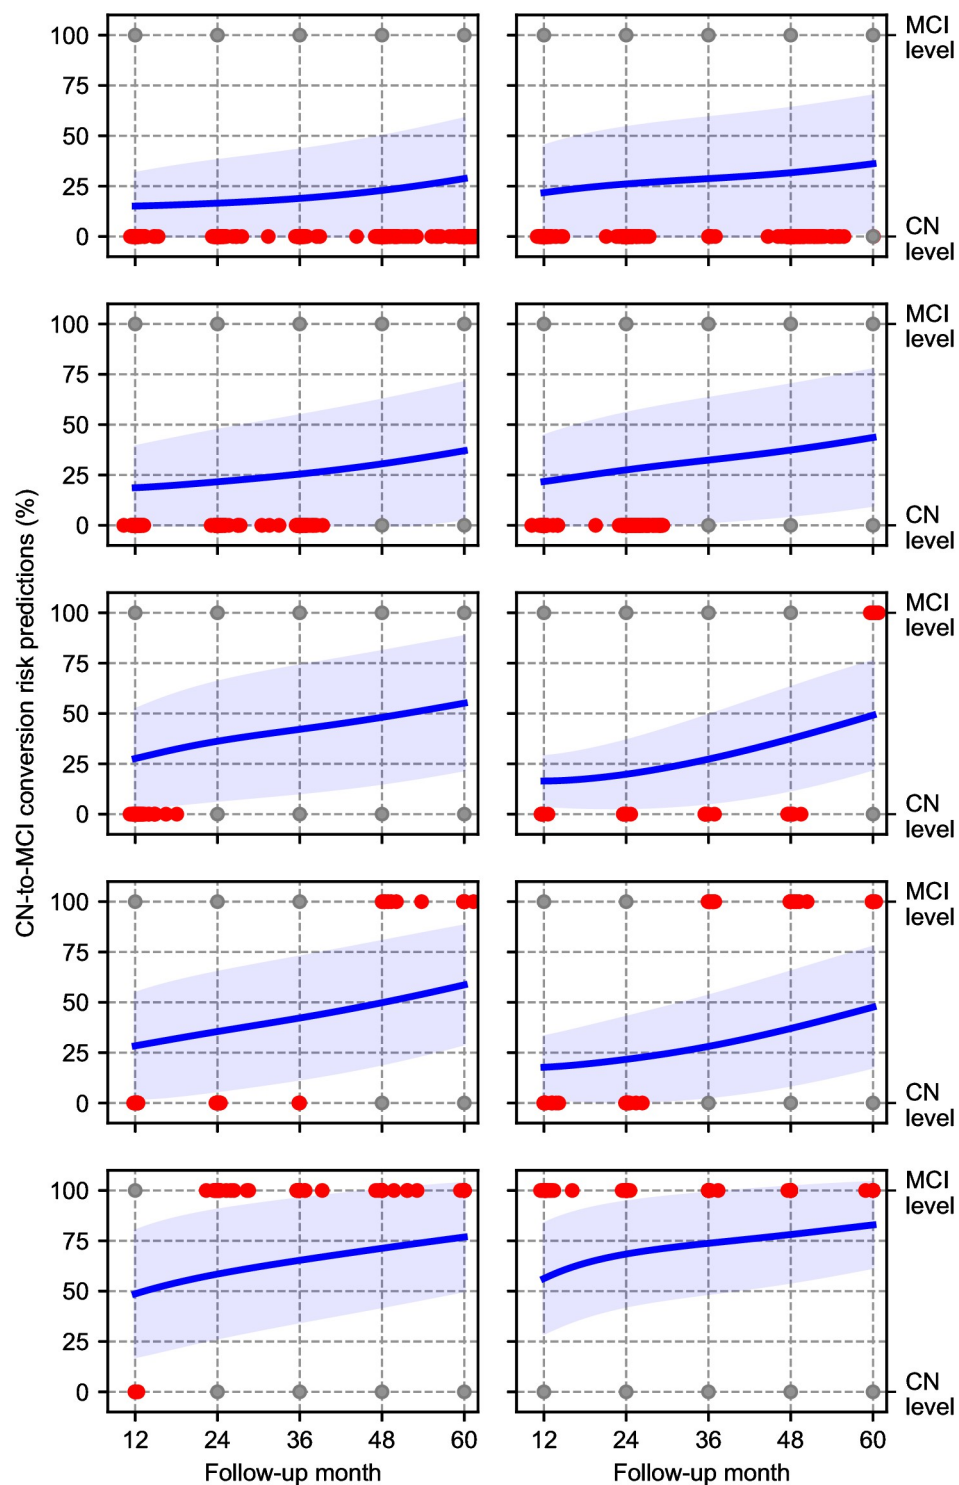 CN-to-MCI conversion risk predictions (%)
100
75
50
25
0
MCI
level
CN
level
100
75
50
25
0
MCI
level
CN
level
100
75
50
25
0
MCI
level
CN
level
100
75
50
25
0
MCI
level
CN
level
100
75
50
25
0
MCI
level
CN
level
12 24 36 48 60
12 24 36 48 60
Follow-up month
Follow-up month